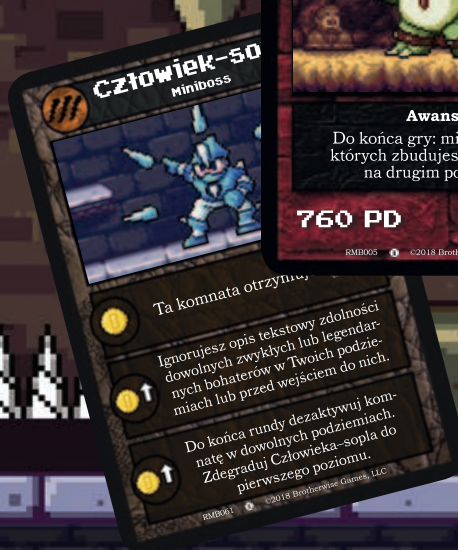 Człowiek-so
Miniboss
Ta komnata
Ignorujesz opis tekstowy zdolności
dowolnych zwykłych lub legendar-
nych bohaterów w Twoich podzie-
miach lub przed wejściem do nich.
Do końca rundy dezaktywuj kom-
natę w dowolnych podziemiach.
Zdegraduj Człowieka-sopla do
pierwszego poziomu.
RMB061 ©2018 Brotherwise Games, LLC
Awans
Do końca gry: mi
których zbudujes
na drugim po
760 PD
RMB005 ©2018 Broth